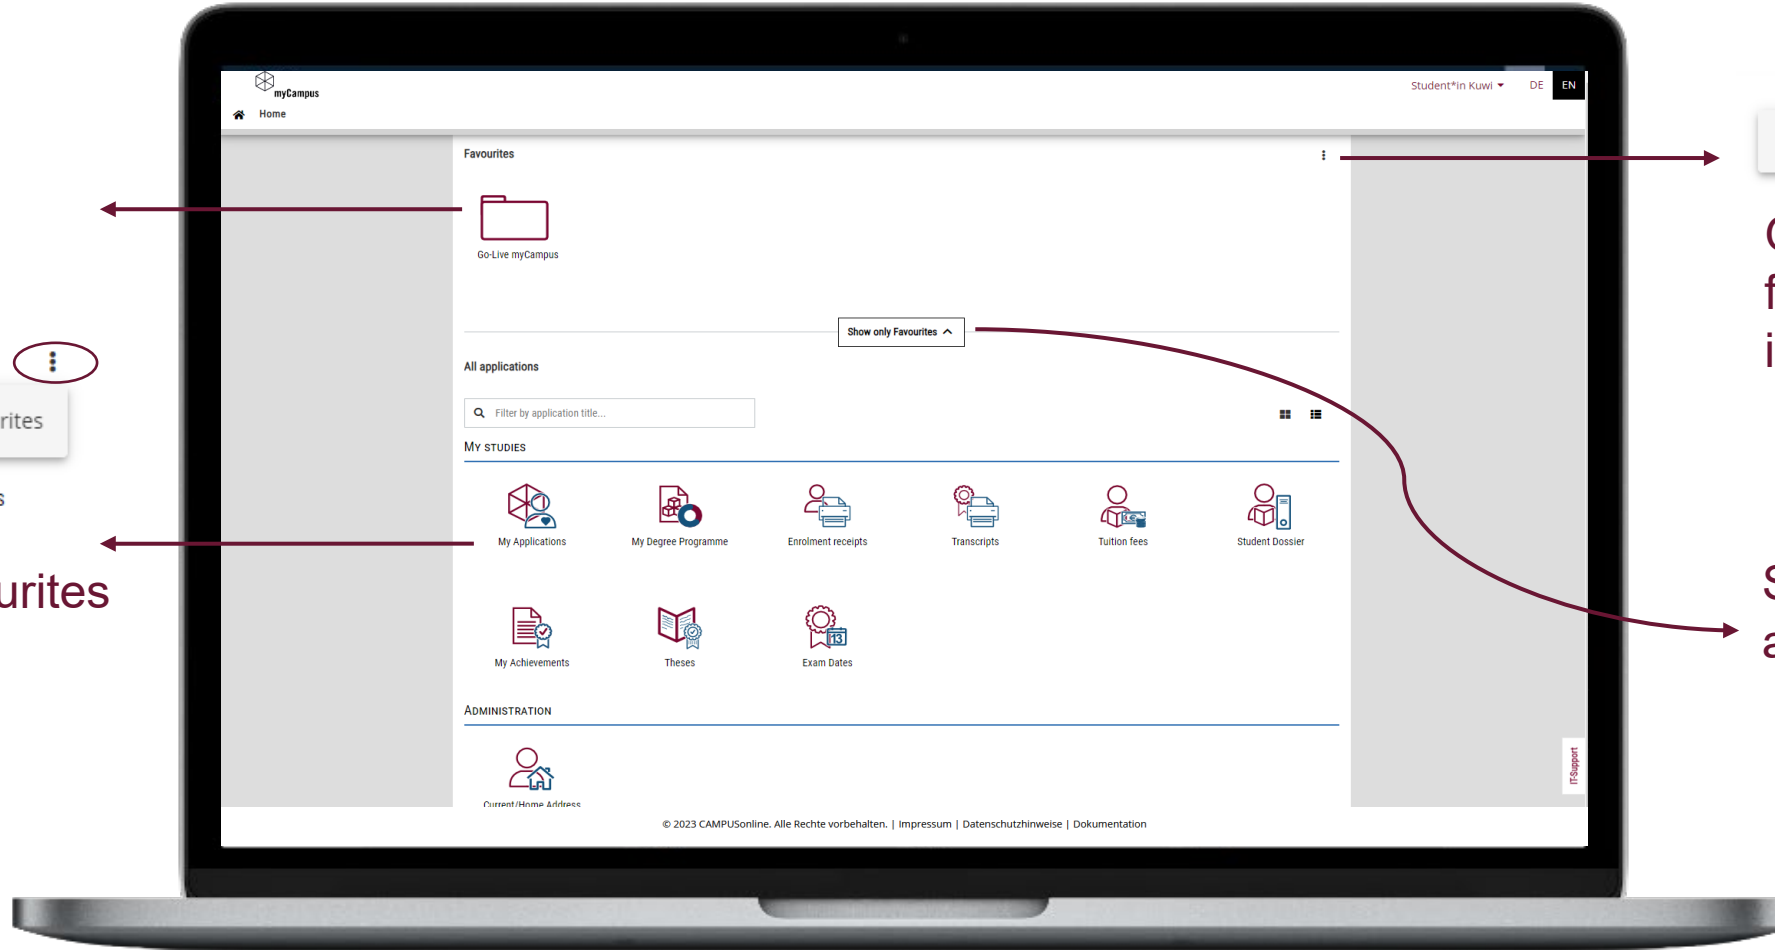 myCampus
Student*in Kuwi
DE
EN
Home
Favourites
Go-Live myCampus
Show only Favourites
All applications
Filter by application title...
MY STUDIES
My Applications
My Degree Programme
Enrolment receipts
Transcripts
Tuition fees
Student Dossier
My Achievements
Theses
13
Exam Dates
ADMINISTRATION
Current/Home Address
IT-Support
© 2023 CAMPUSonline. Alle Rechte vorbehalten. | Impressum | Datenschutzhinweise | Dokumentation